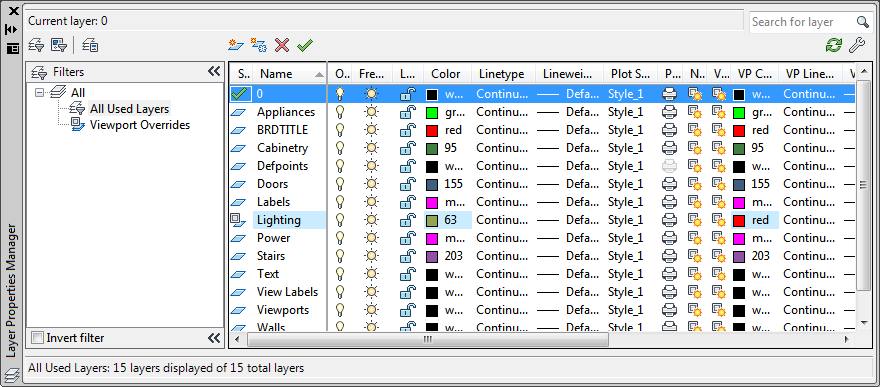 Current layer: 0
Search for layer
Filters
All
All Used Layers
Viewport Overrides
Invert filter
S.. Name O.. Fre... L... Color Linetype Linewei... Plot S... P... N.. V... VP C... VP Line... V
0 w... Continu... Defa... Style_1 w... Continu...
Appliances gr... Continu... Defa... Style_1 gr... Continu...
BRDTITLE red Continu... Defa... Style_1 red Continu...
Cabinetry 95 Continu... Defa... Style_1 95 Continu...
Defpoints w... Continu... Defa... Style_1 w... Continu...
Doors 155 Continu... Defa... Style_1 155 Continu...
Labels m... Continu... Defa... Style_1 m... Continu...
Lighting 63 Continu... Defa... Style_1 red Continu...
Power m... Continu... Defa... Style_1 m... Continu...
Stairs 203 Continu... Defa... Style_1 203 Continu...
Text w... Continu... Defa... Style_1 w... Continu...
View Labels w... Continu... Defa... Style_1 w... Continu...
Viewports w... Continu... Defa... Style_1 w... Continu...
Walls w... Continu... Defa... Style_1 w... Continu...
Layer Properties Manager
All Used Layers: 15 layers displayed of 15 total layers